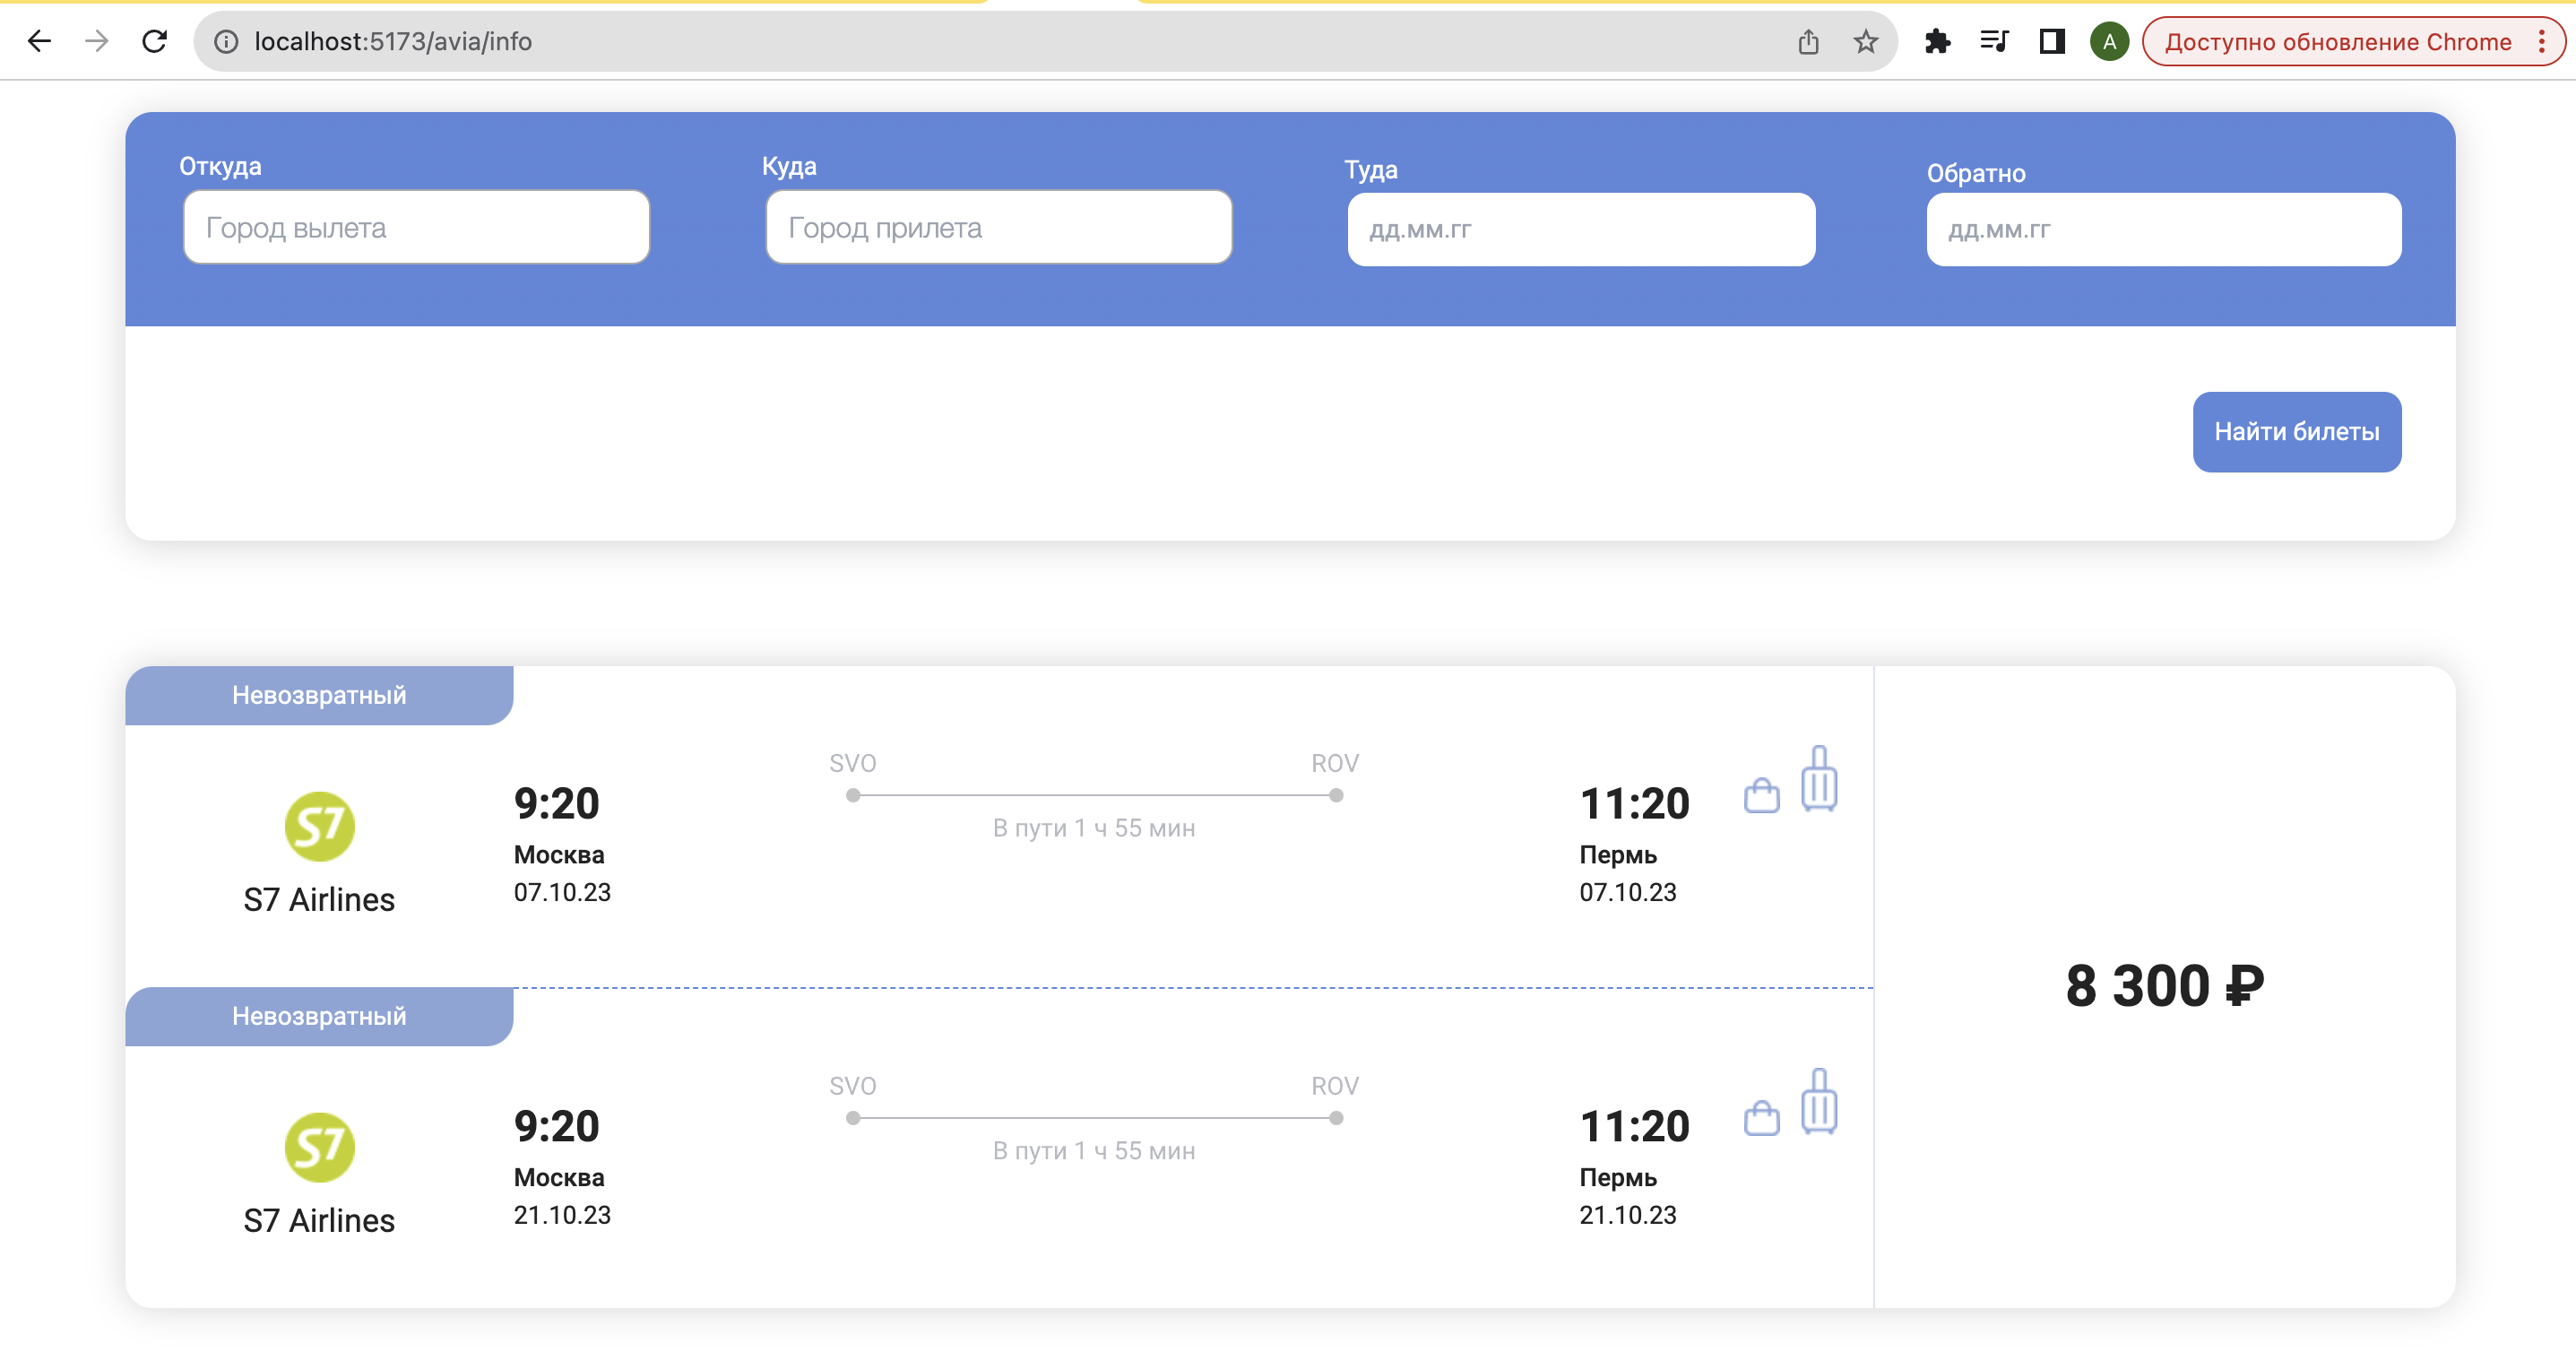 localhost:5173/avia/info
A
Доступно обновление Chrome
Откуда
Куда
Туда
Обратно
Город вылета
Город прилета
дд.мм.гг
дд.мм.гг
Найти билеты
Невозвратный
S7
S7 Airlines
9:20
Москва
07.10.23
SVO
ROV
В пути 1 ч 55 мин
11:20
Пермь
07.10.23
8 300 ₽
Невозвратный
S7
S7 Airlines
9:20
Москва
21.10.23
SVO
ROV
В пути 1 ч 55 мин
11:20
Пермь
21.10.23